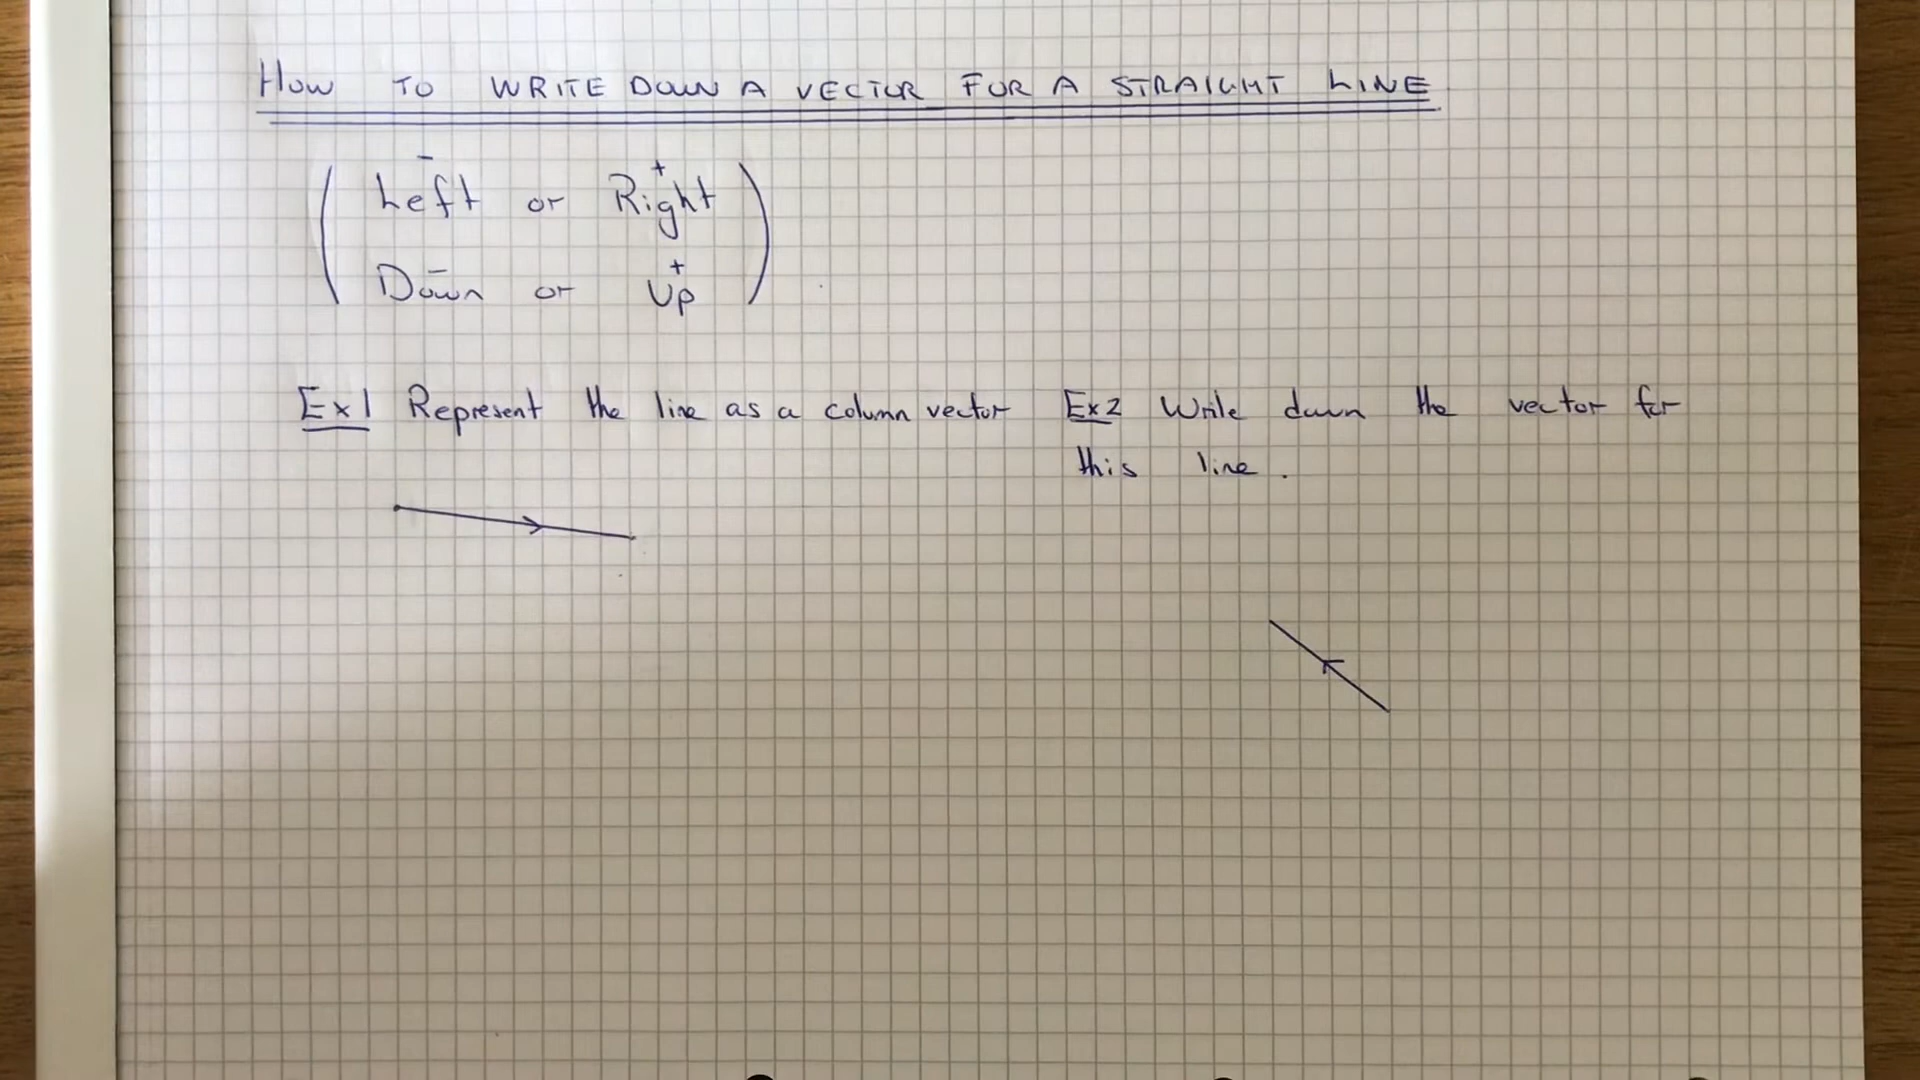 HOW TO WRITE DOWN A VECTOR FOR A STRAIGHT LINE
- +
Left or Right
- +
Down or Up
Ex1 Represent the line as a column vector
Ex2 Write down the vector for
this line.